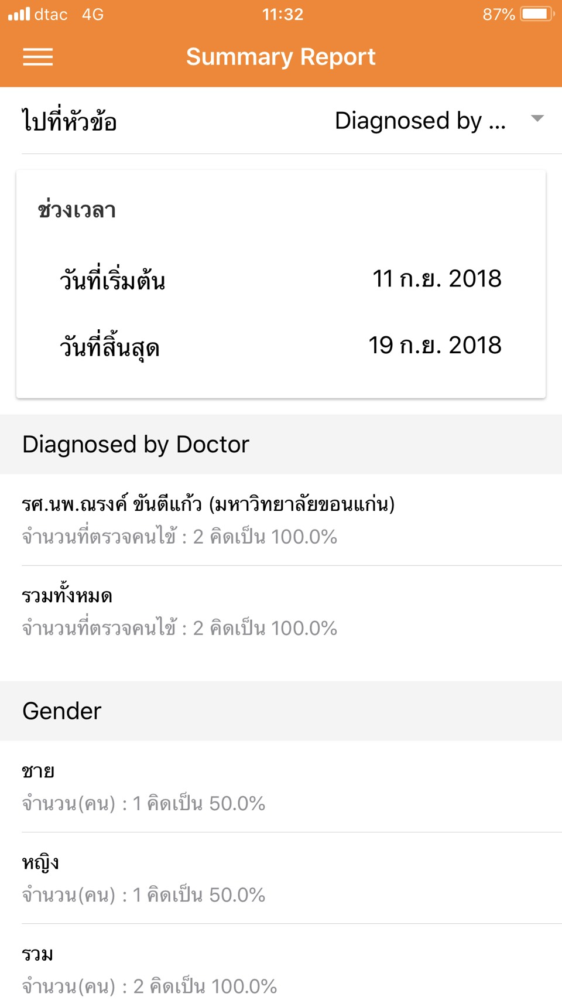 dtac 4G 11:32 87%
Summary Report
ไปที่หัวข้อ Diagnosed by ...
ช่วงเวลา
วันที่เริ่มต้น 11 ก.ย. 2018
วันที่สิ้นสุด 19 ก.ย. 2018
Diagnosed by Doctor
รศ.นพ.ณรงค์ ขันตีแก้ว (มหาวิทยาลัยขอนแก่น)
จำนวนที่ตรวจคนไข้ : 2 คิดเป็น 100.0%
รวมทั้งหมด
จำนวนที่ตรวจคนไข้ : 2 คิดเป็น 100.0%
Gender
ชาย
จำนวน(คน) : 1 คิดเป็น 50.0%
หญิง
จำนวน(คน) : 1 คิดเป็น 50.0%
รวม
จำนวน(คน) : 2 คิดเป็น 100.0%